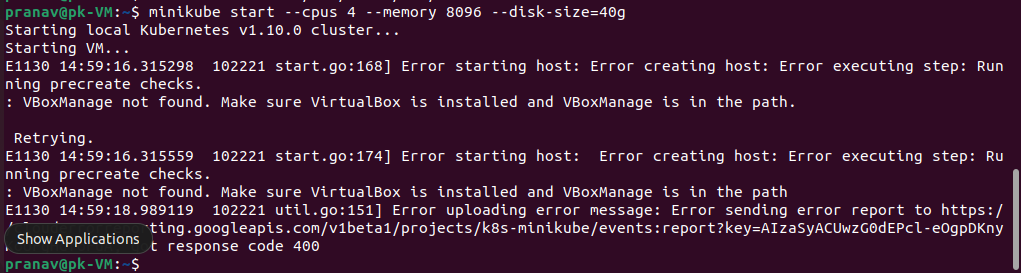 pranav@pk-VM:~$ minikube start --cpus 4 --memory 8096 --disk-size=40g
Starting local Kubernetes v1.10.0 cluster...
Starting VM...
E1130 14:59:16.315298  102221 start.go:168] Error starting host: Error creating host: Error executing step: Run
ning precreate checks.
: VBoxManage not found. Make sure VirtualBox is installed and VBoxManage is in the path.
 Retrying.
E1130 14:59:16.315559  102221 start.go:174] Error starting host:  Error creating host: Error executing step: Ru
nning precreate checks.
: VBoxManage not found. Make sure VirtualBox is installed and VBoxManage is in the path
E1130 14:59:18.989119  102221 util.go:151] Error uploading error message: Error sending error report to https:/
ting.googleapis.com/v1beta1/projects/k8s-minikube/events:report?key=AIzaSyACUwzG0dEPcl-eOgpDKny
Show Applications
t response code 400
pranav@pk-VM:~$